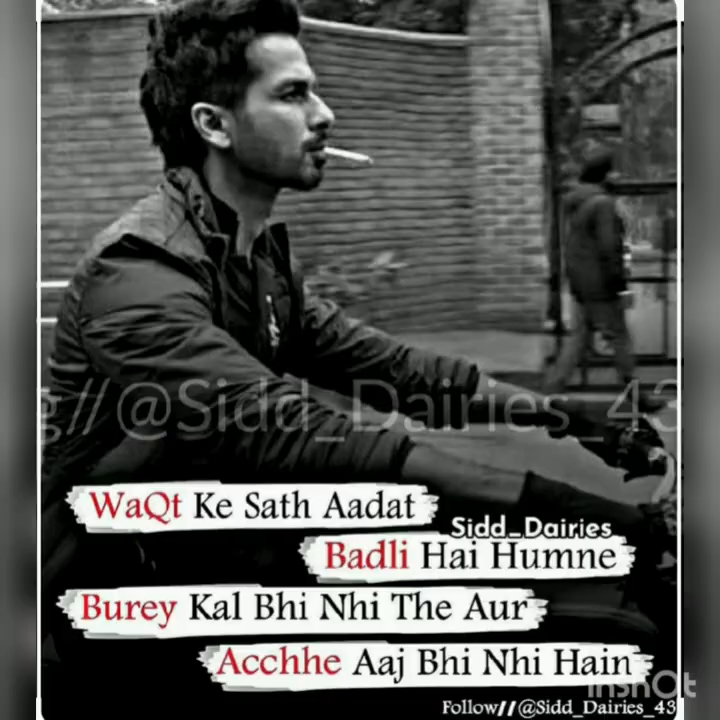 g//@Sidd_Dairies_43
WaQt Ke Sath Aadat
Sidd_Dairies
Badli Hai Humne
Burey Kal Bhi Nhi The Aur
Acchhe Aaj Bhi Nhi Hain
InShOt
Follow//@Sidd_Dairies_43